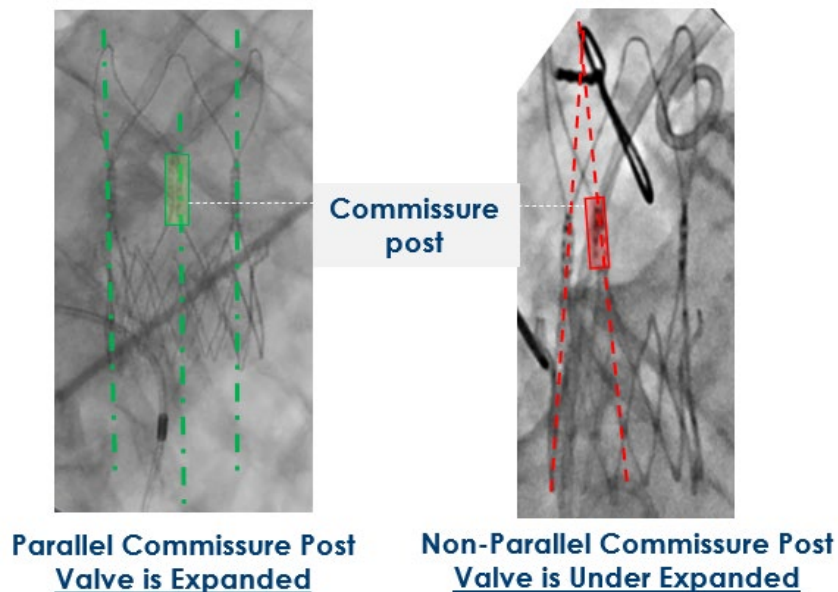 Commissure
post
Parallel Commissure Post
Valve is Expanded
Non-Parallel Commissure Post
Valve is Under Expanded